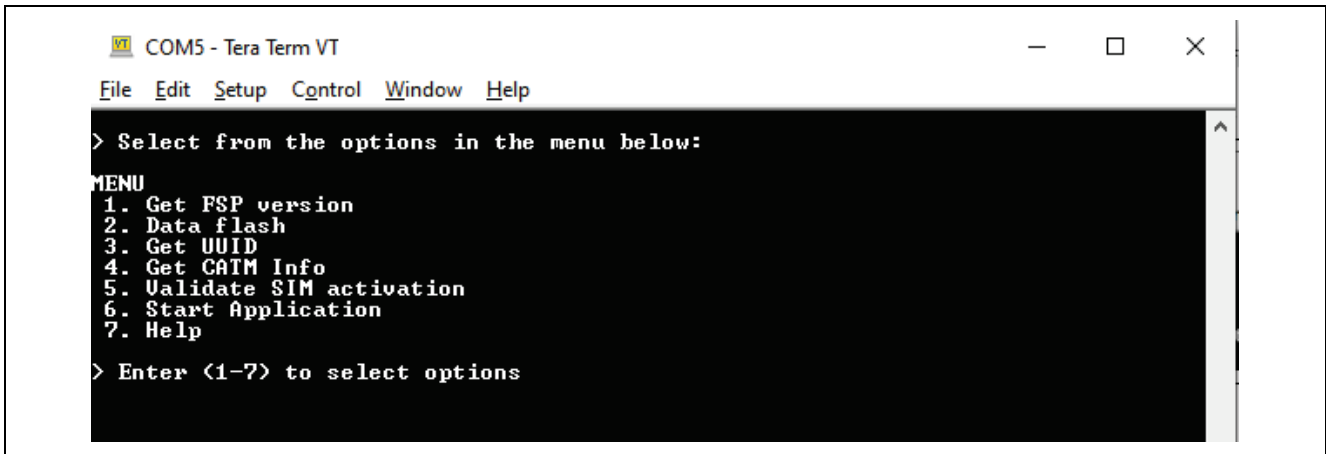 COM5 - Tera Term VT
File Edit Setup Control Window Help
> Select from the options in the menu below:
MENU
1. Get FSP version
2. Data flash
3. Get UUID
4. Get CATM Info
5. Validate SIM activation
6. Start Application
7. Help
> Enter (1-7) to select options